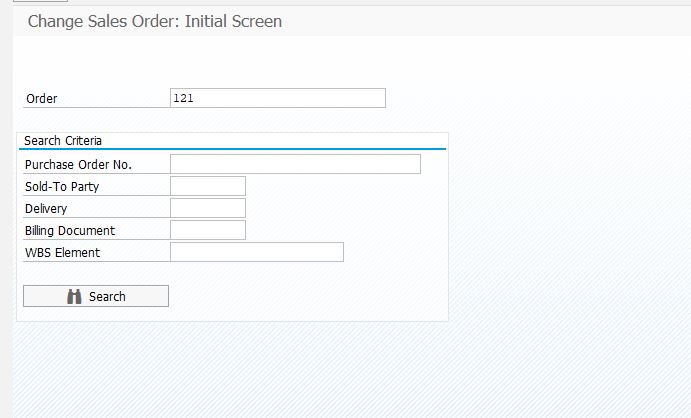 Change Sales Order: Initial Screen
Order 121
Search Criteria
Purchase Order No.
Sold-To Party
Delivery
Billing Document
WBS Element
Search